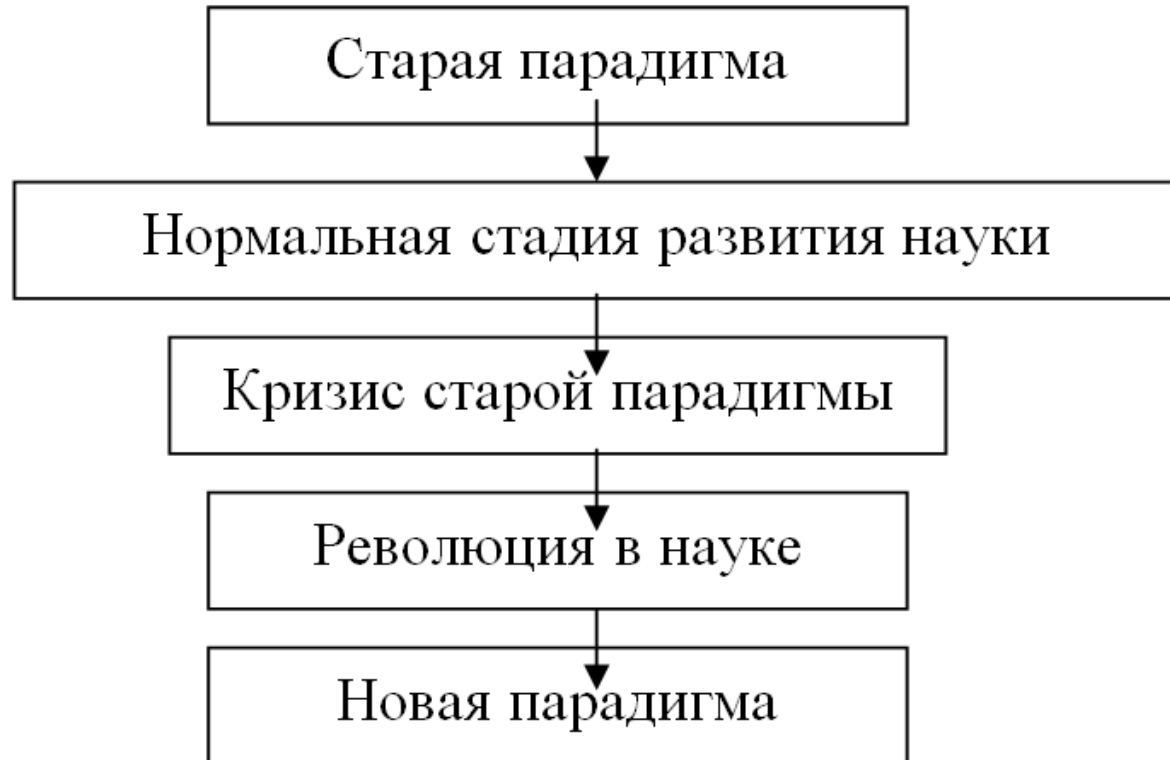 Старая парадигма
Нормальная стадия развития науки
Кризис старой парадигмы
Революция в науке
Новая парадигма